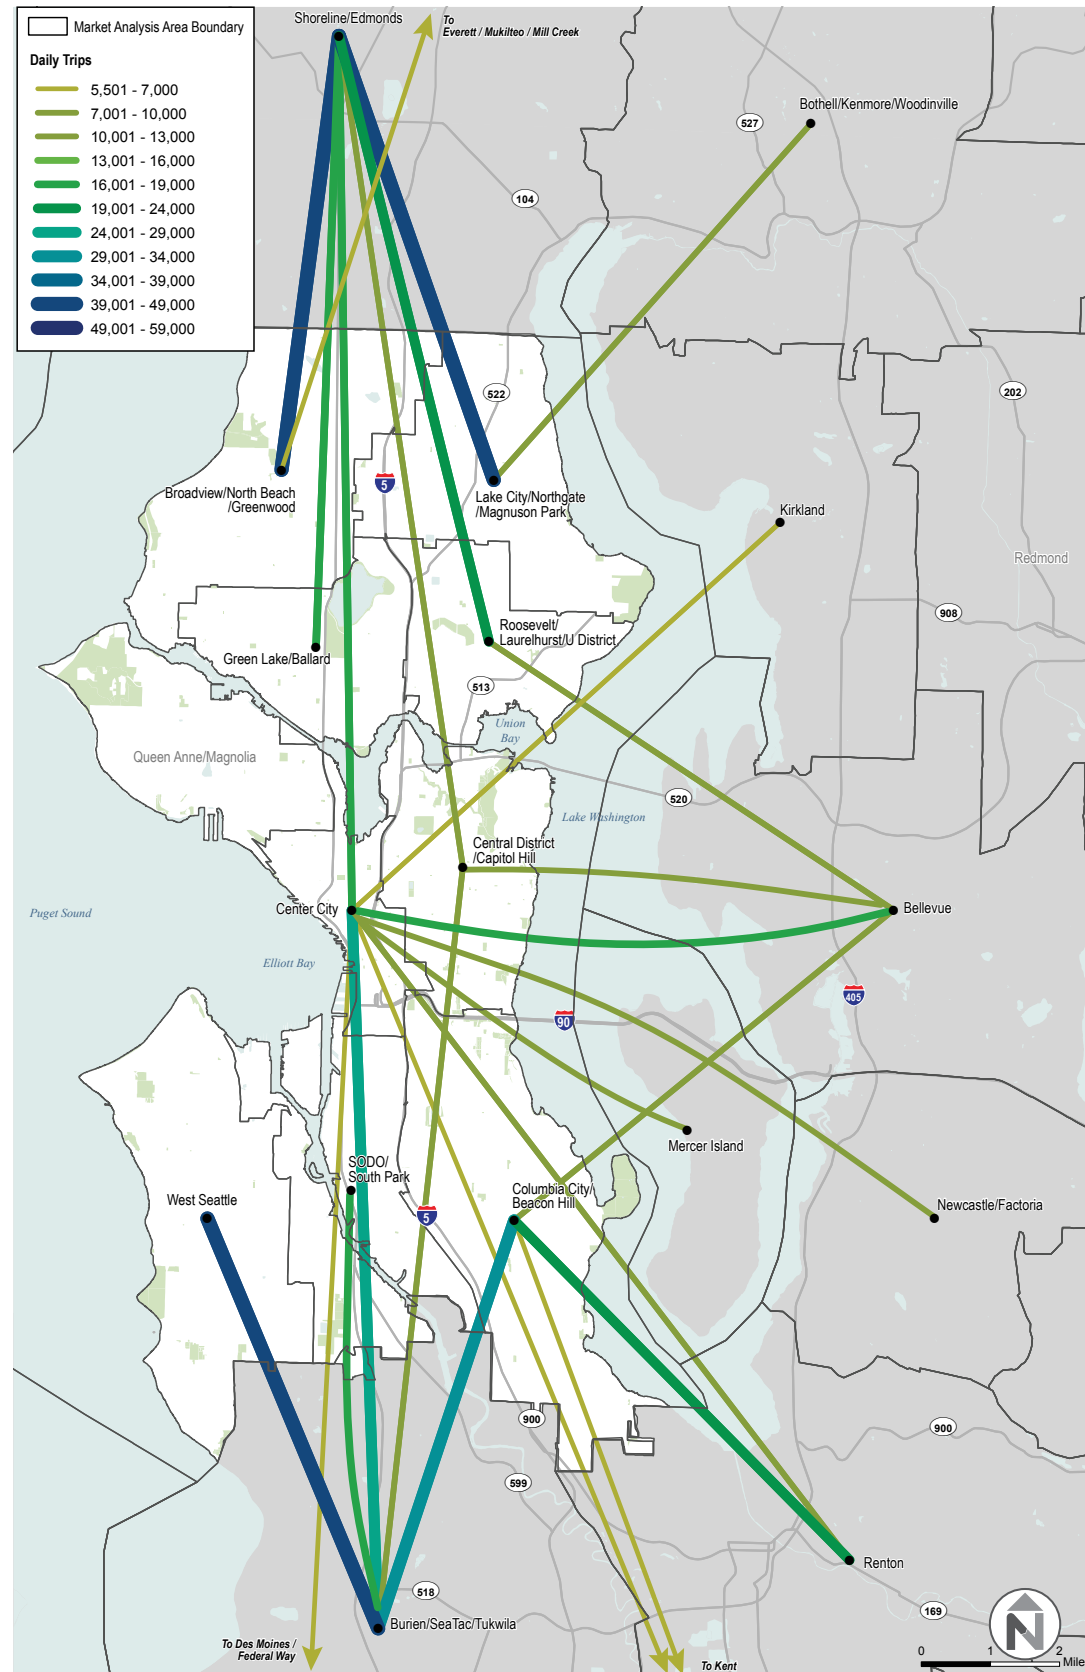 Shoreline/Edmonds
To
Everett / Mukilteo / Mill Creek
Market Analysis Area Boundary
Daily Trips
5,501 - 7,000
7,001 - 10,000
10,001 - 13,000
13,001 - 16,000
16,001 - 19,000
19,001 - 24,000
24,001 - 29,000
29,001 - 34,000
34,001 - 39,000
39,001 - 49,000
49,001 - 59,000
Bothell/Kenmore/Woodinville
527
104
522
202
5
Broadview/North Beach
/Greenwood
Lake City/Northgate
/Magnuson Park
Kirkland
Redmond
908
Roosevelt/
Laurelhurst/U District
Green Lake/Ballard
513
Union
Bay
Queen Anne/Magnolia
520
Lake Washington
Central District
/Capitol Hill
Center City
Bellevue
Puget Sound
Elliott Bay
405
90
Mercer Island
SODO/
South Park
West Seattle
Columbia City/
Beacon Hill
Newcastle/Factoria
5
900
900
599
Renton
518
169
Burien/SeaTac/Tukwila
To Des Moines /
Federal Way
To Kent
N
0 1 2
Mile